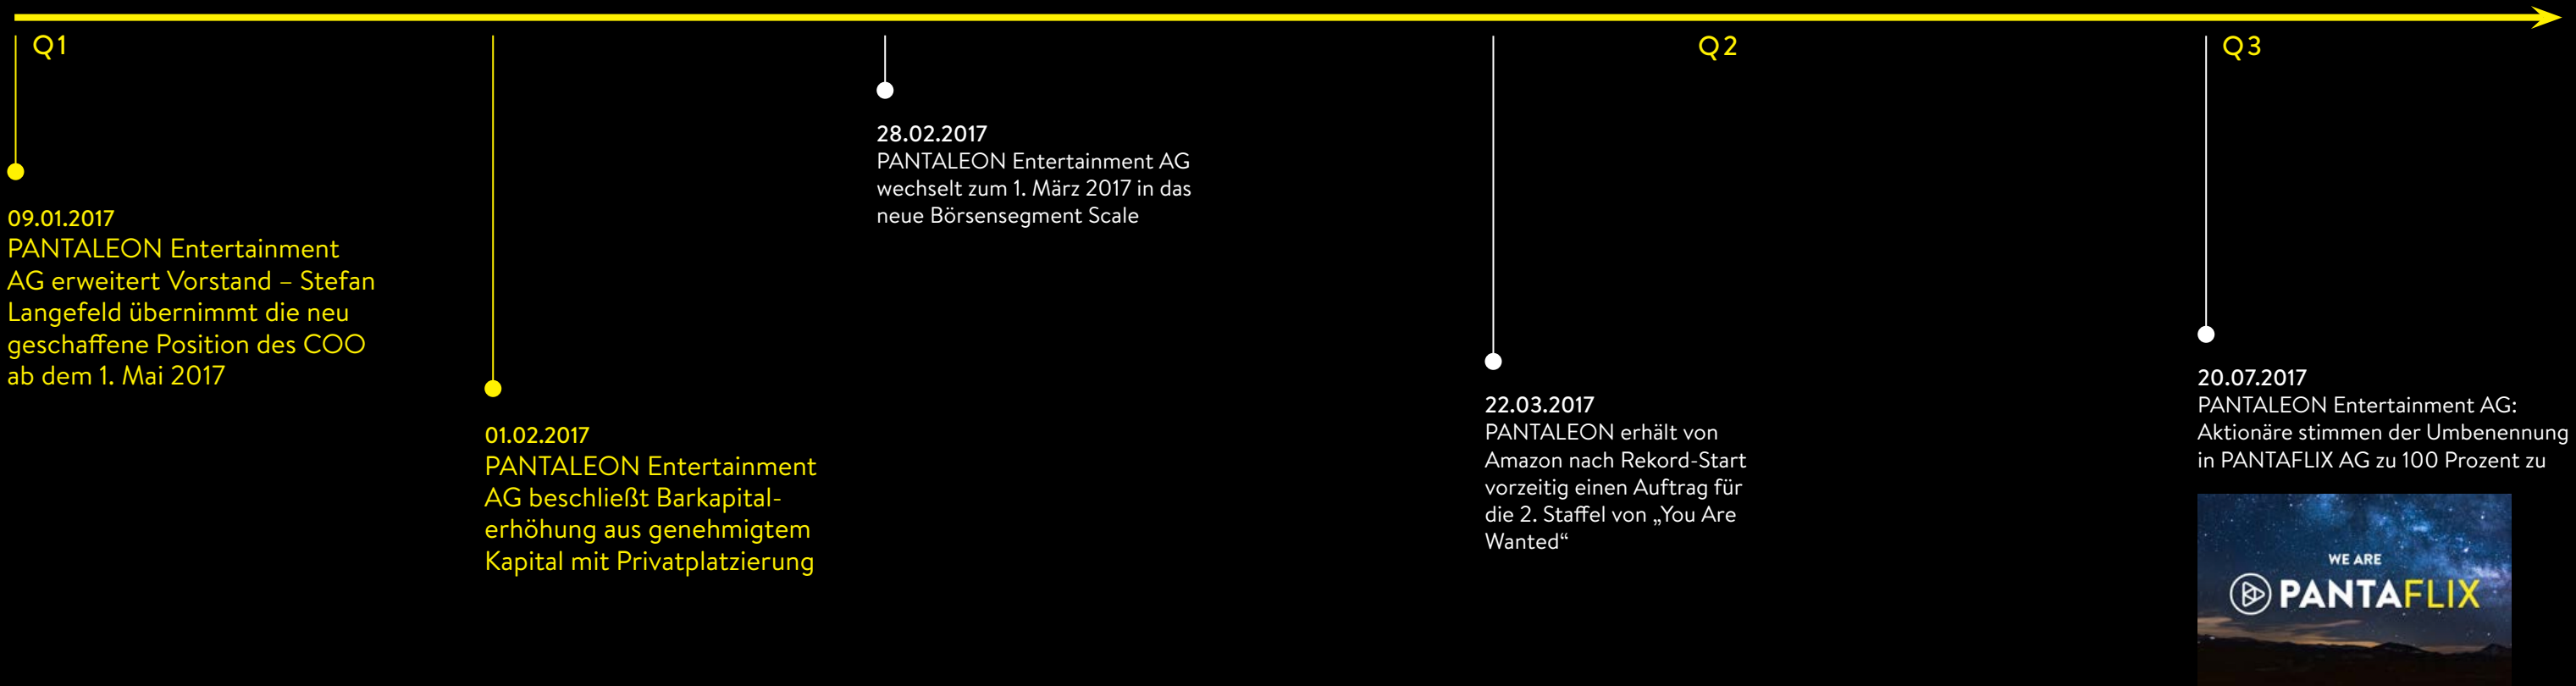 Q1
Q2
Q3
09.01.2017
PANTALEON Entertainment
AG erweitert Vorstand – Stefan
Langefeld übernimmt die neu
geschaffene Position des COO
ab dem 1. Mai 2017
01.02.2017
PANTALEON Entertainment
AG beschließt Barkapital-
erhöhung aus genehmigtem
Kapital mit Privatplatzierung
28.02.2017
PANTALEON Entertainment AG
wechselt zum 1. März 2017 in das
neue Börsensegment Scale
22.03.2017
PANTALEON erhält von
Amazon nach Rekord-Start
vorzeitig einen Auftrag für
die 2. Staffel von „You Are
Wanted“
20.07.2017
PANTALEON Entertainment AG:
Aktionäre stimmen der Umbenennung
in PANTAFLIX AG zu 100 Prozent zu
WE ARE
PANTAFLIX